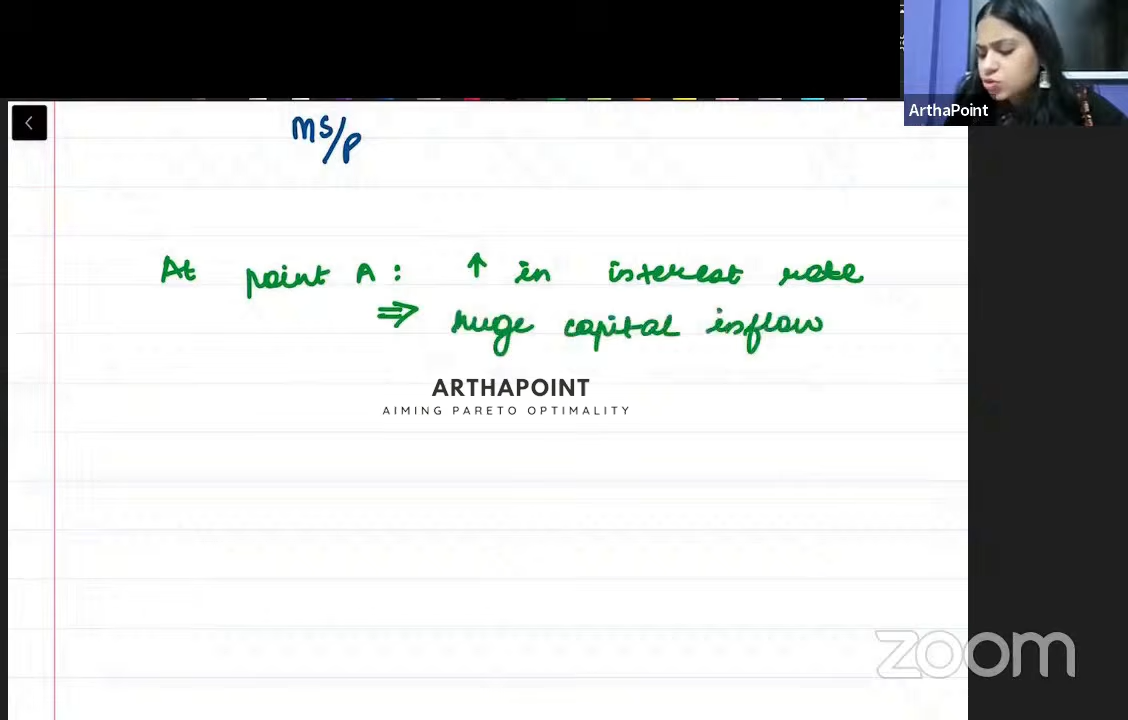 ArthaPoint
MS/P
At point A: ↑ in interest rate
⇒ huge capital inflow
ARTHAPOINT
AIMING PARETO OPTIMALITY
zoom